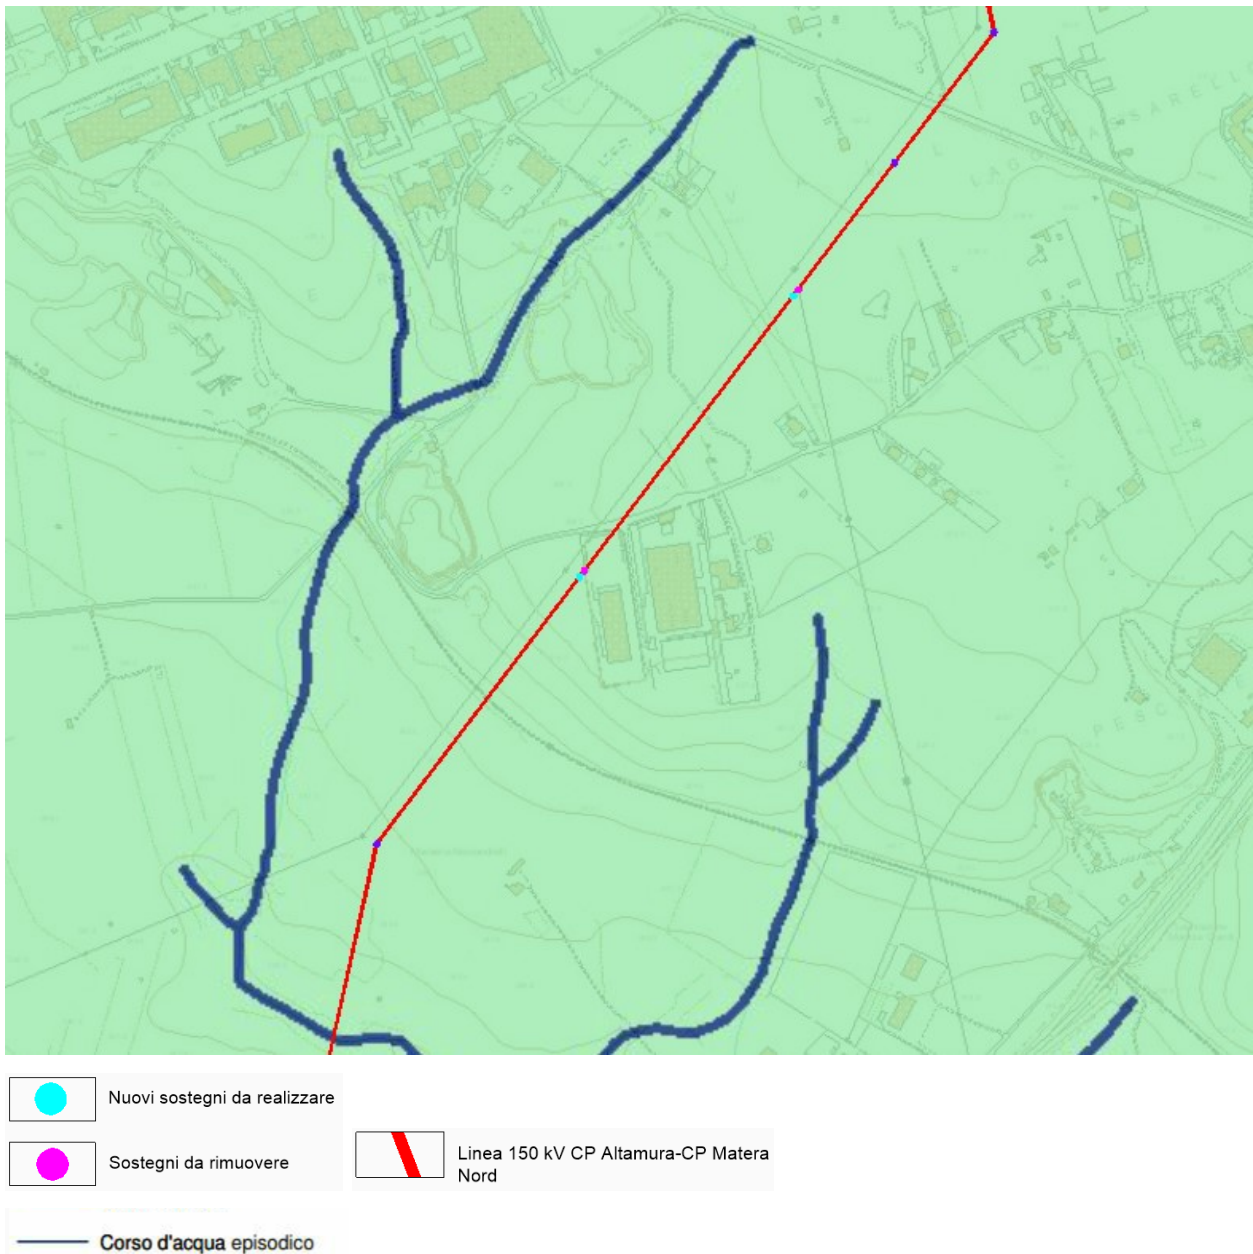 Nuovi sostegni da realizzare
Sostegni da rimuovere
Linea 150 kV CP Altamura-CP Matera
Nord
Corso d'acqua episodico